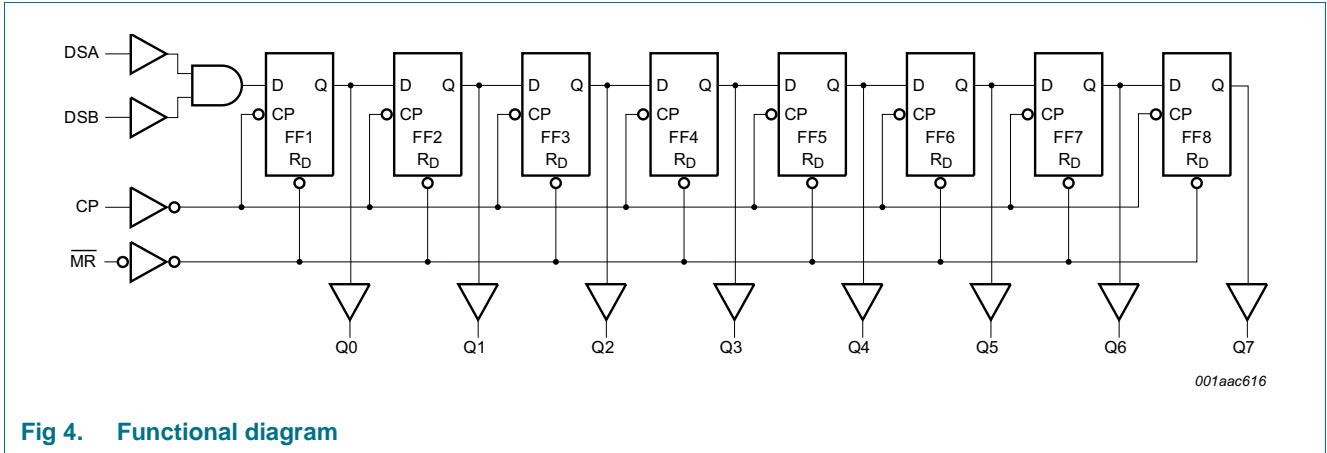 DSA
DSB
CP
MR
D Q D Q D Q D Q D Q D Q D Q D Q
CP CP CP CP CP CP CP CP
FF1 FF2 FF3 FF4 FF5 FF6 FF7 FF8
RD RD RD RD RD RD RD RD
Q0 Q1 Q2 Q3 Q4 Q5 Q6 Q7
001aac616
Fig 4. Functional diagram